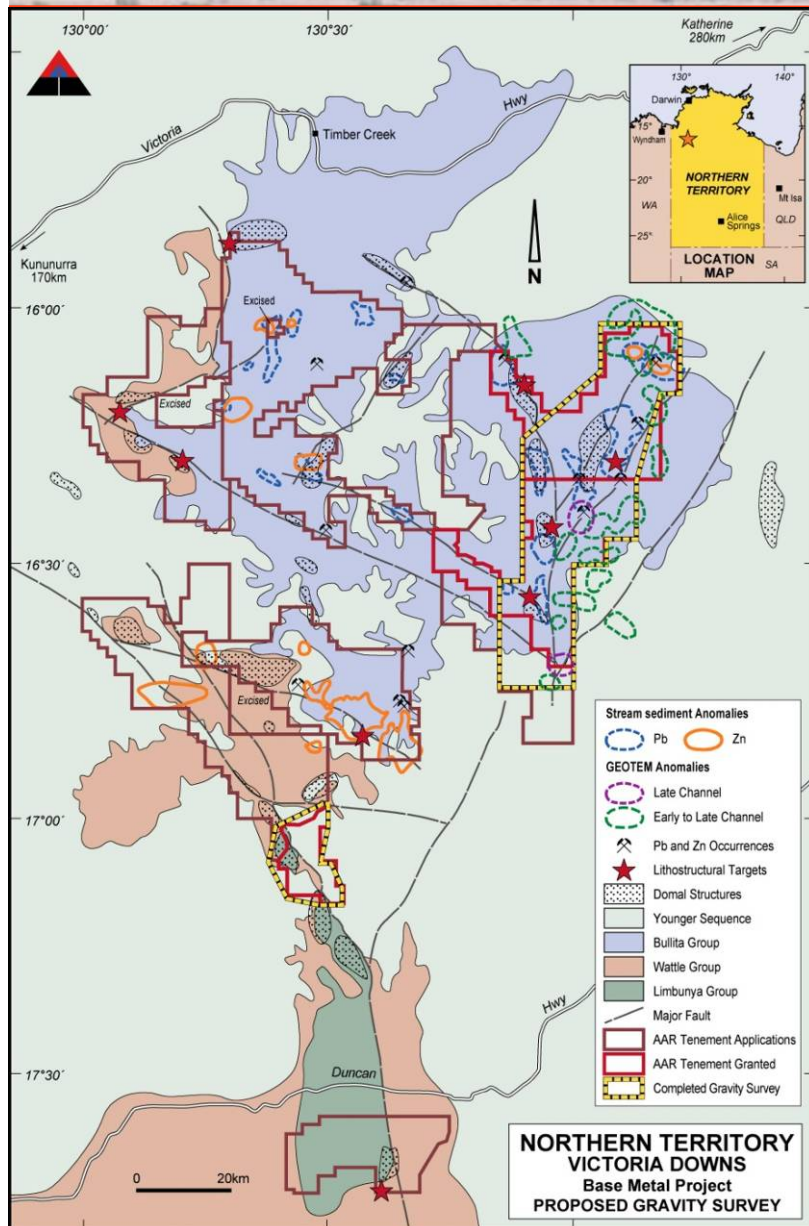 130°00'
130°30'
Katherine
280km
130°
140°
Darwin
15°
Wyndham
NORTHERN
TERRITORY
20°
Mt Isa
WA
QLD
Alice
Springs
25°
LOCATION
MAP
SA
Victoria
Hwy
Timber Creek
N
Kununurra
170km
16°00'
Excised
Excised
16°30'
Excised
17°00'
Hwy
17°30'
Duncan
0 20km
Stream sediment Anomalies
Pb Zn
GEOTEM Anomalies
Late Channel
Early to Late Channel
Pb and Zn Occurrences
Lithostructural Targets
Domal Structures
Younger Sequence
Bullita Group
Wattle Group
Limbunya Group
Major Fault
AAR Tenement Applications
AAR Tenement Granted
Completed Gravity Survey
NORTHERN TERRITORY
VICTORIA DOWNS
Base Metal Project
PROPOSED GRAVITY SURVEY